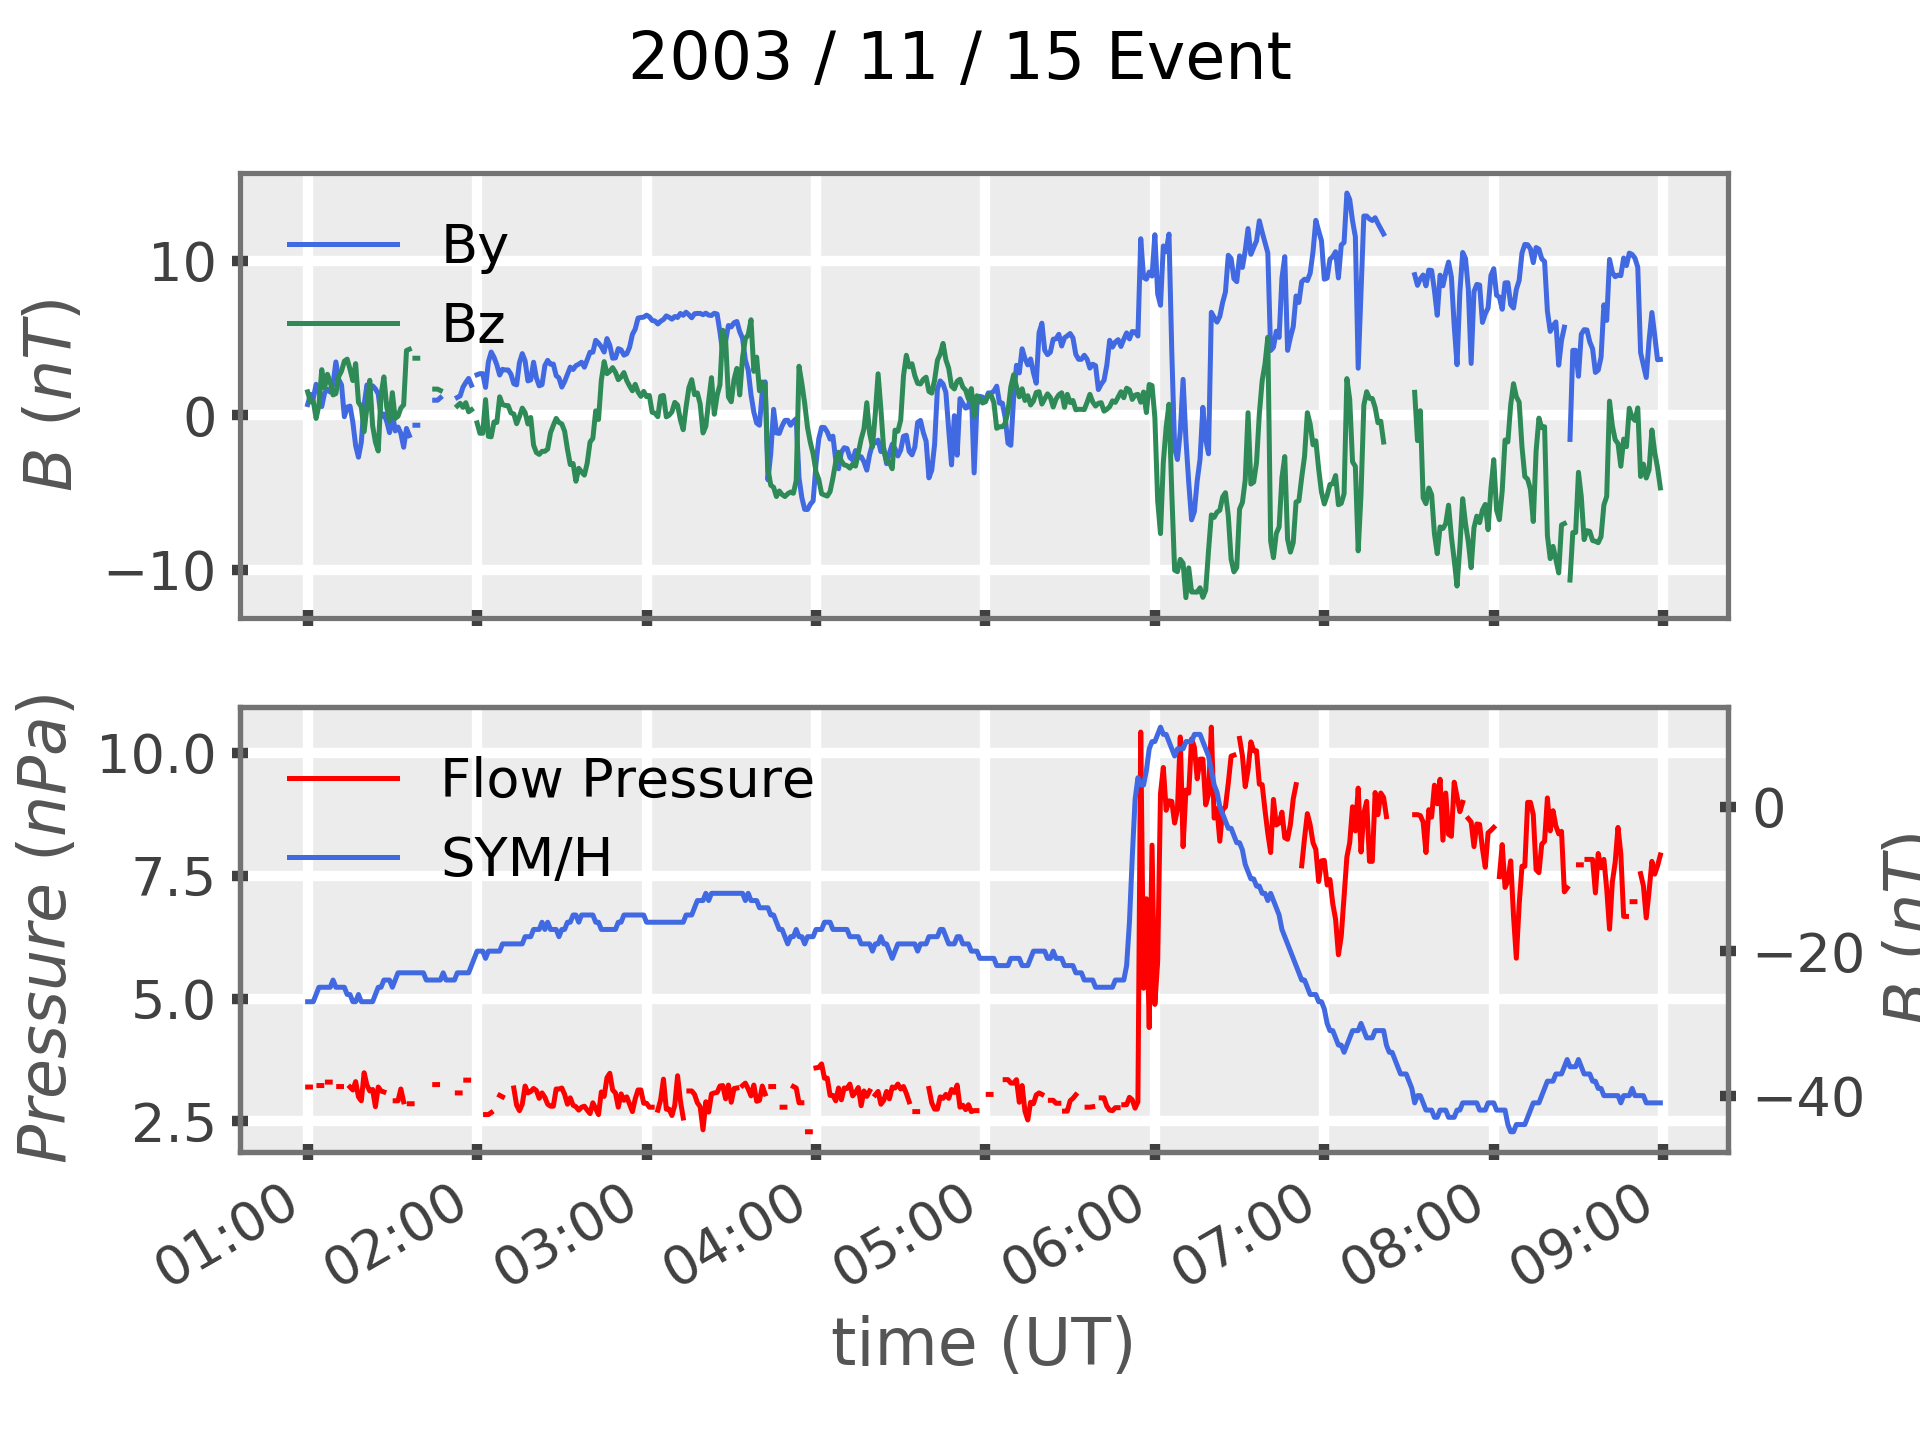 2003 / 11 / 15 Event
B (nT)
10
0
−10
By
Bz
Pressure (nPa)
10.0
7.5
5.0
2.5
Flow Pressure
SYM/H
0
−20
−40
B (nT)
01:00
02:00
03:00
04:00
05:00
06:00
07:00
08:00
09:00
time (UT)